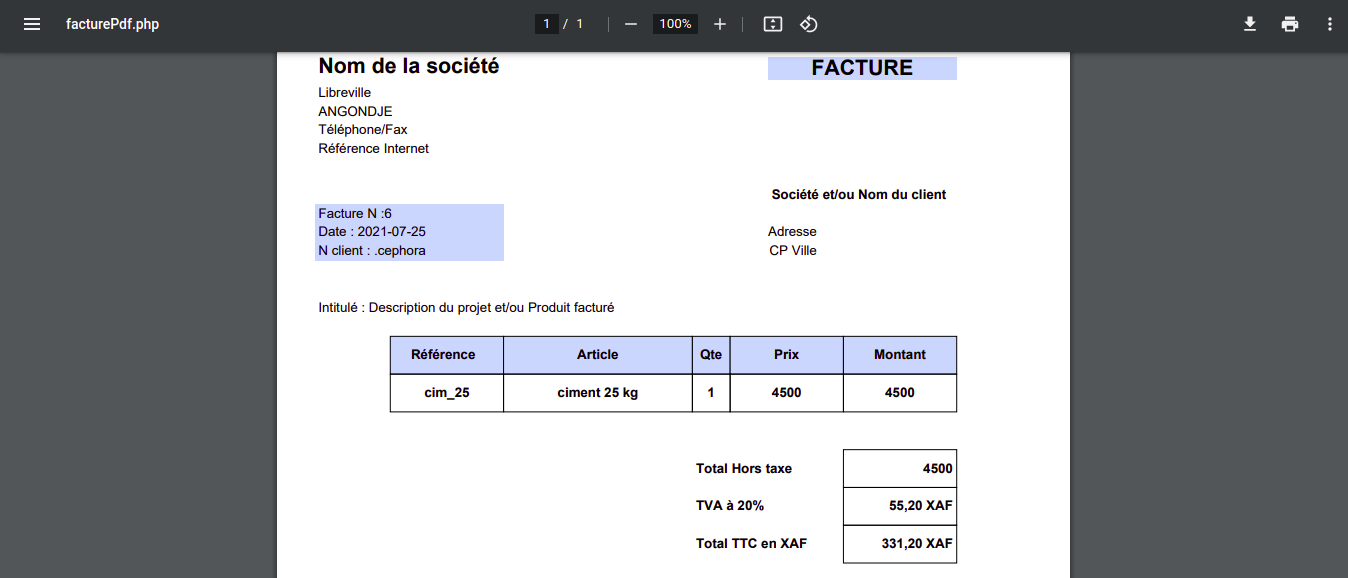 facturePdf.php
1 / 1
100%
Nom de la société
FACTURE
Libreville
ANGONDJE
Téléphone/Fax
Référence Internet
Société et/ou Nom du client
Facture N :6
Date : 2021-07-25
Adresse
N client : .cephora
CP Ville
Intitulé : Description du projet et/ou Produit facturé
Référence Article Qte Prix Montant
cim_25 ciment 25 kg 1 4500 4500
Total Hors taxe 4500
TVA à 20% 55,20 XAF
Total TTC en XAF 331,20 XAF